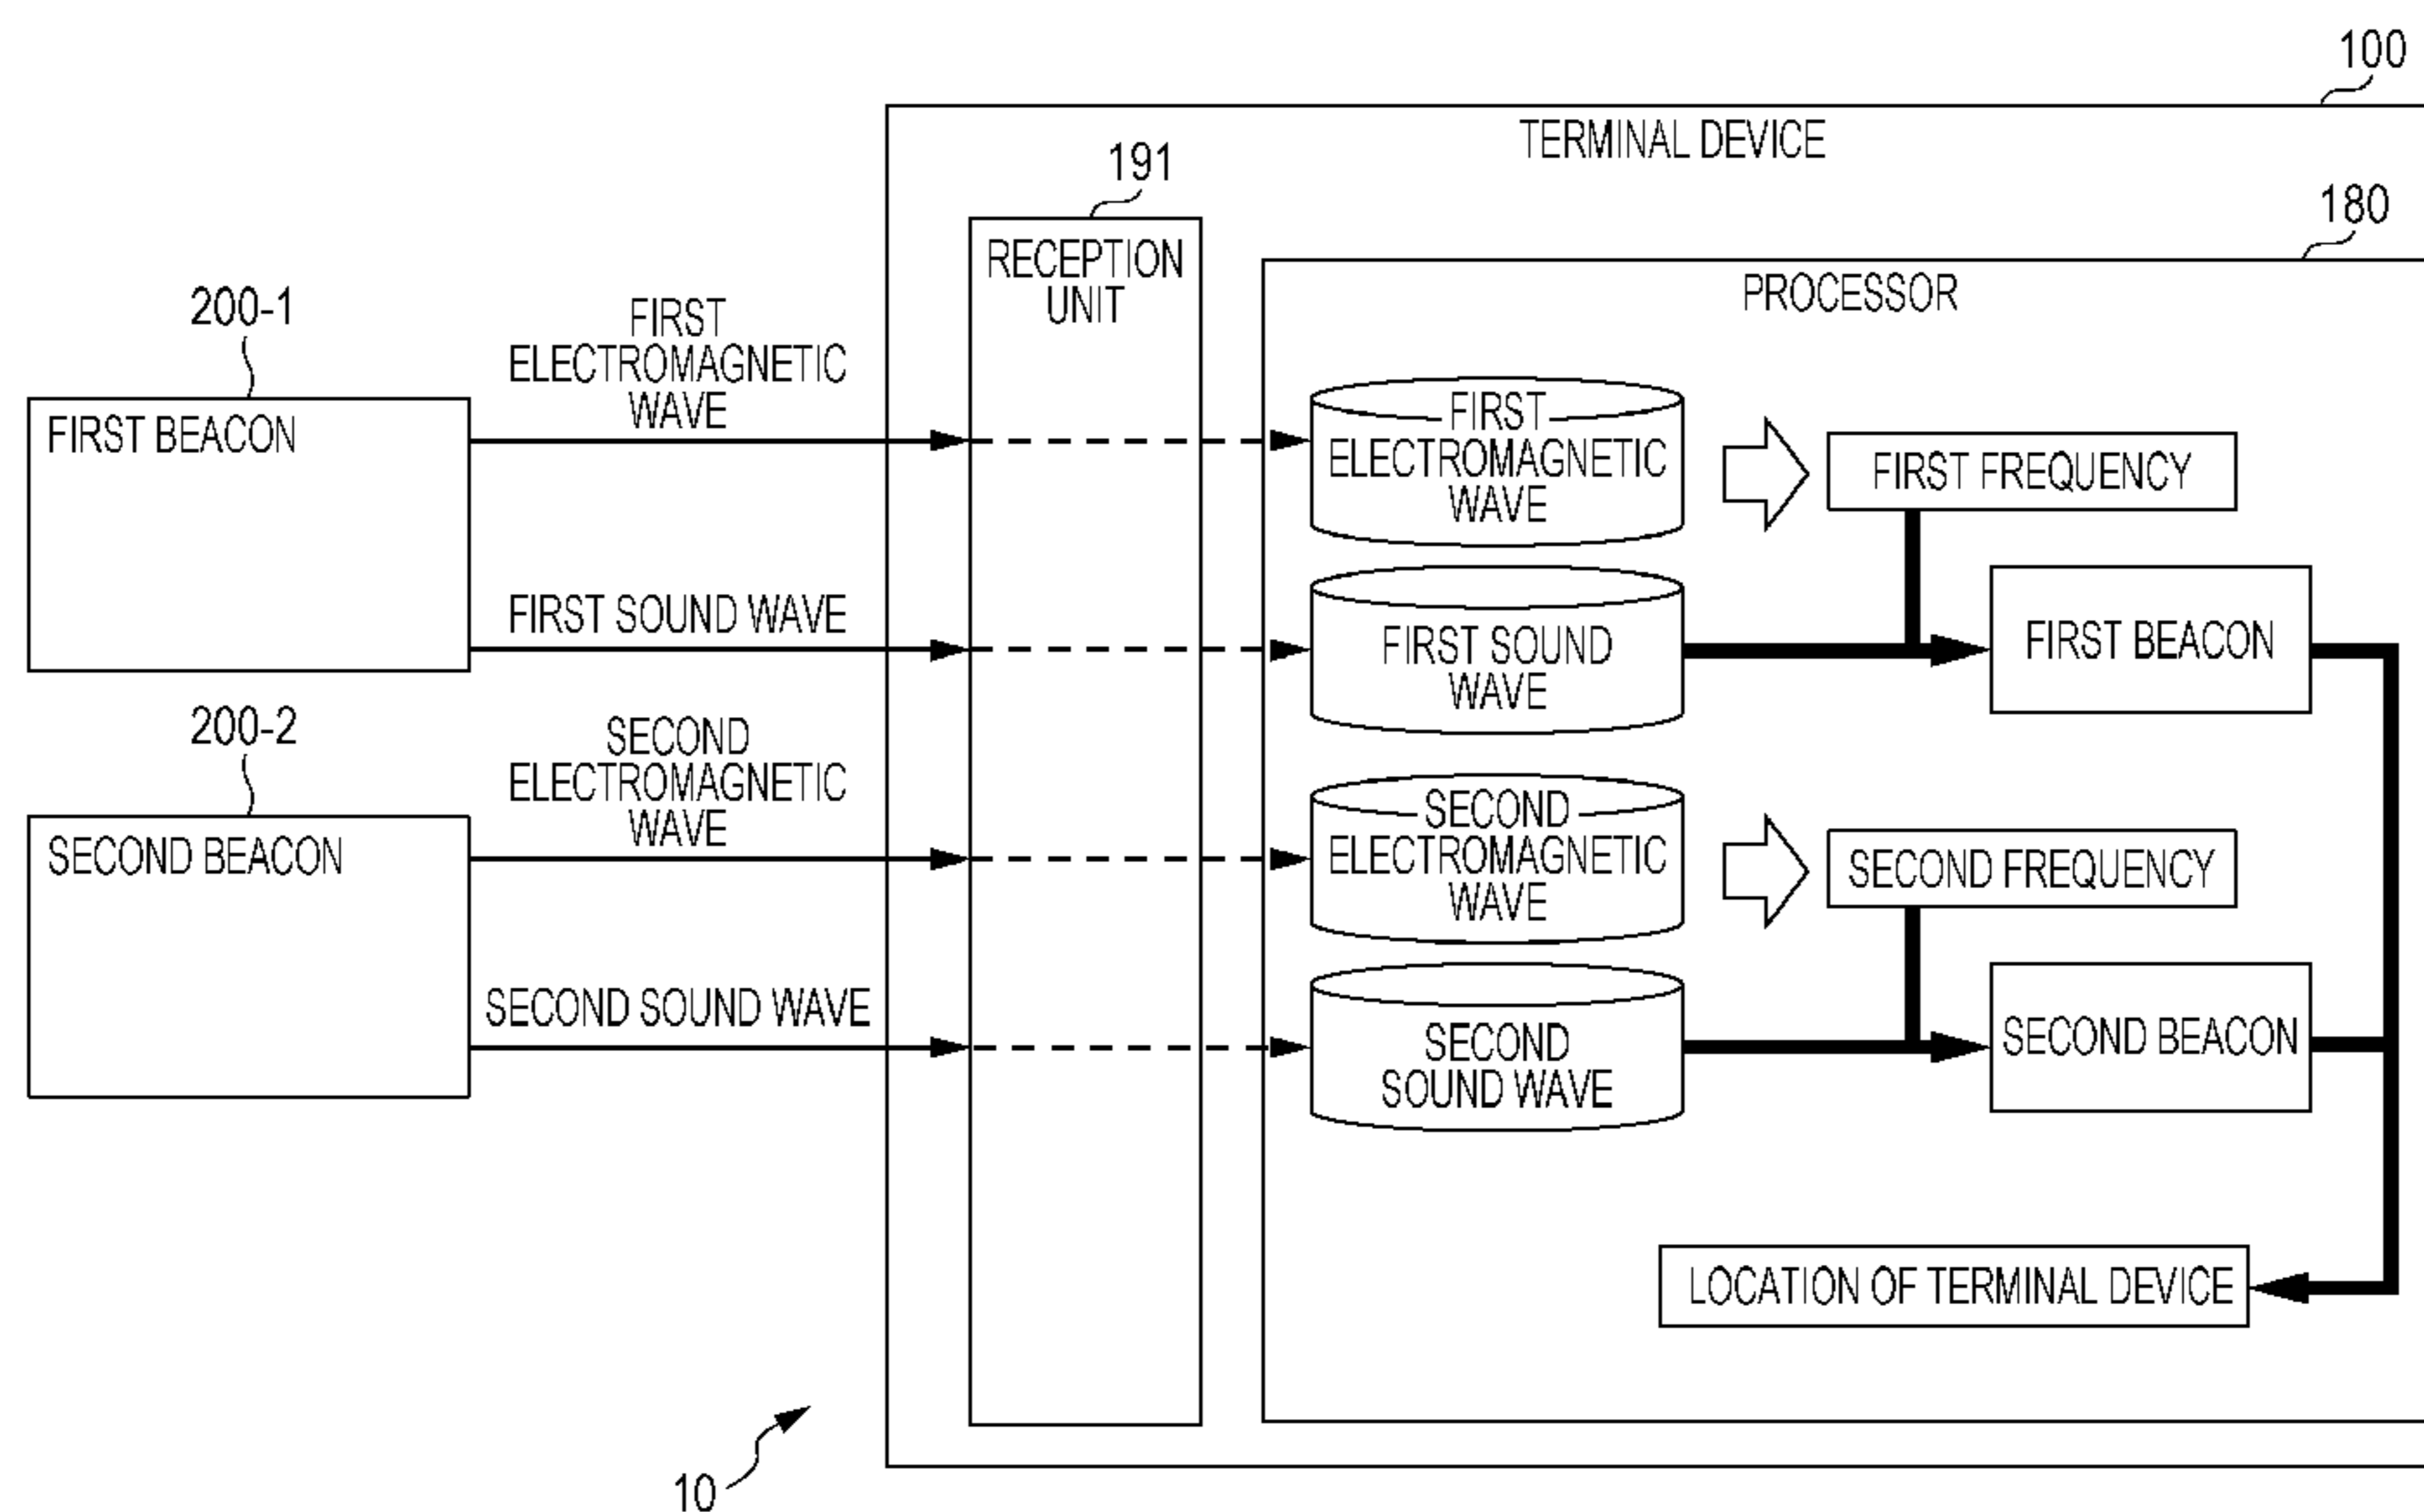 100
TERMINAL DEVICE
191
180
RECEPTION
UNIT
PROCESSOR
200-1
FIRST
ELECTROMAGNETIC
WAVE
FIRST BEACON
FIRST
ELECTROMAGNETIC
WAVE
FIRST FREQUENCY
FIRST SOUND WAVE
FIRST SOUND
WAVE
FIRST BEACON
200-2
SECOND
ELECTROMAGNETIC
WAVE
SECOND BEACON
SECOND
ELECTROMAGNETIC
WAVE
SECOND FREQUENCY
SECOND SOUND WAVE
SECOND
SOUND WAVE
SECOND BEACON
LOCATION OF TERMINAL DEVICE
10